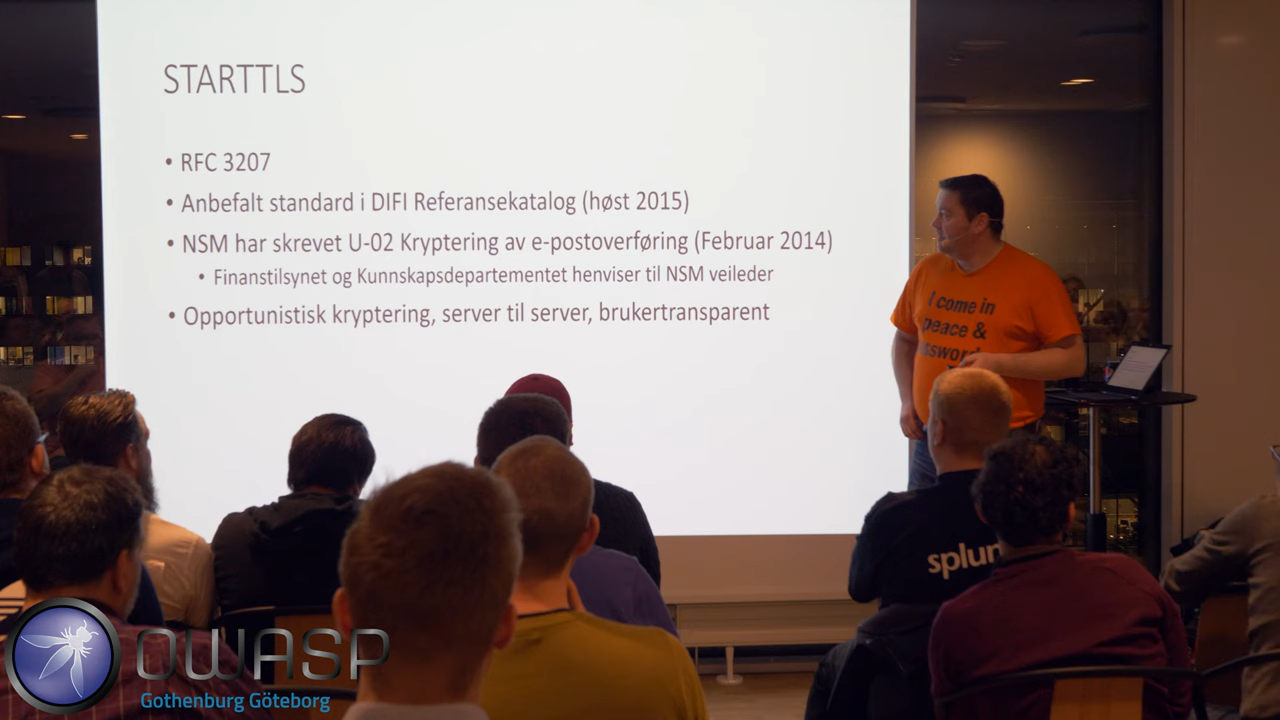 STARTTLS
• RFC 3207
• Anbefalt standard i DIFI Referansekatalog (høst 2015)
• NSM har skrevet U-02 Kryptering av e-postoverføring (Februar 2014)
• Finanstilsynet og Kunnskapsdepartementet henviser til NSM veileder
• Opportunistisk kryptering, server til server, brukertransparent
I come in
peace &
splun
OWASP
Gothenburg Göteborg